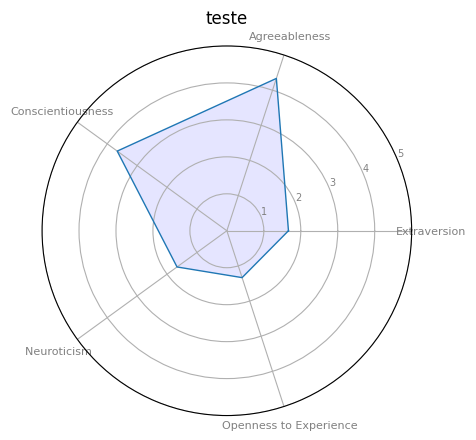 teste
Agreeableness
Conscientiousness
5
4
3
2
1
Extraversion
Neuroticism
Openness to Experience